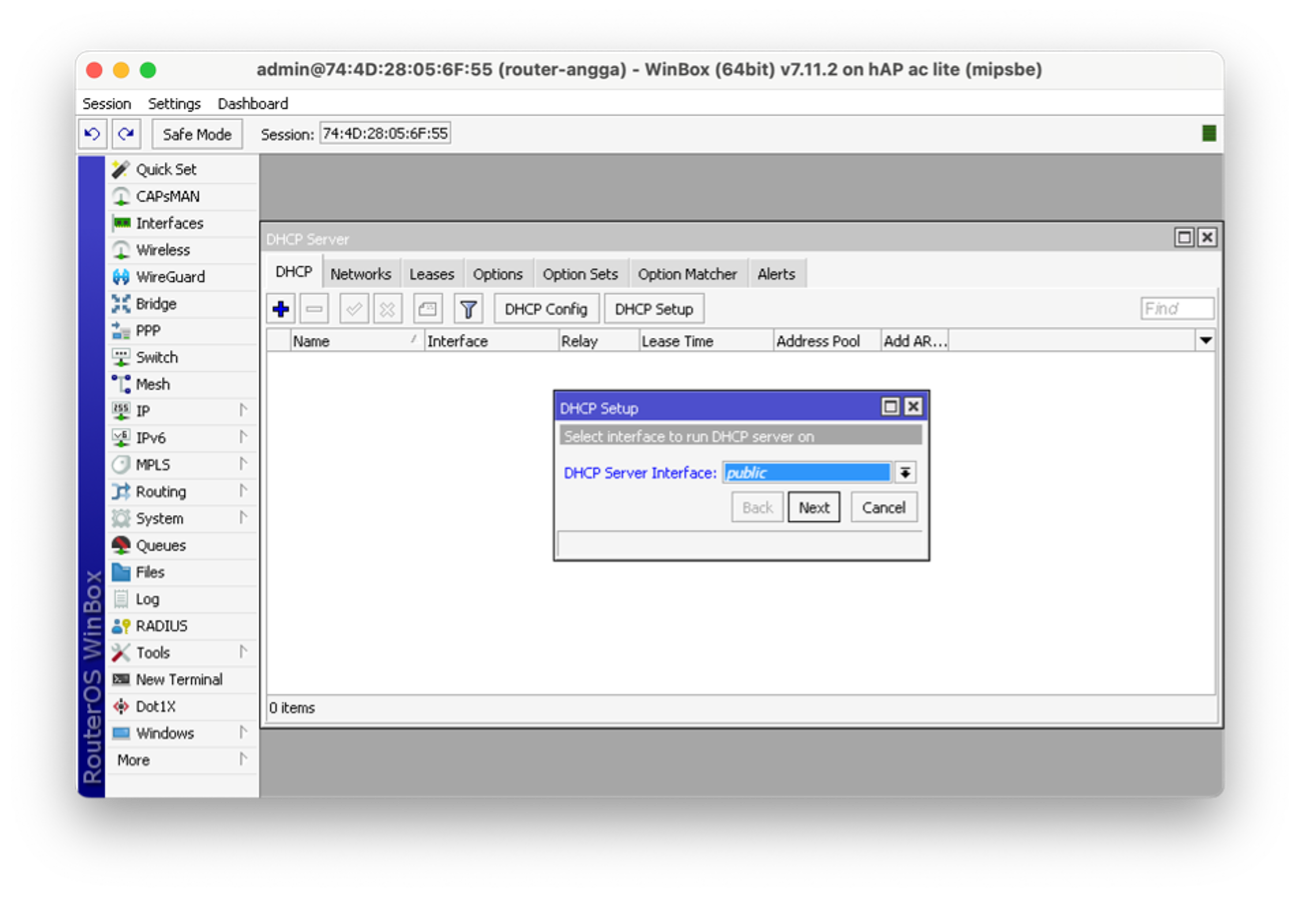 admin@74:4D:28:05:6F:55 (router-angga) - WinBox (64bit) v7.11.2 on hAP ac lite (mipsbe)
Session Settings Dashboard
Safe Mode Session: 74:4D:28:05:6F:55
Quick Set
CAPsMAN
Interfaces
Wireless
WireGuard
Bridge
PPP
Switch
Mesh
IP
IPv6
MPLS
Routing
System
Queues
Files
Log
RADIUS
Tools
New Terminal
Dot1X
Windows
More
RouterOS WinBox
DHCP Server
DHCP Networks Leases Options Option Sets Option Matcher Alerts
DHCP Config DHCP Setup Find
Name Interface Relay Lease Time Address Pool Add AR...
DHCP Setup
Select interface to run DHCP server on
DHCP Server Interface: public
Back Next Cancel
0 items